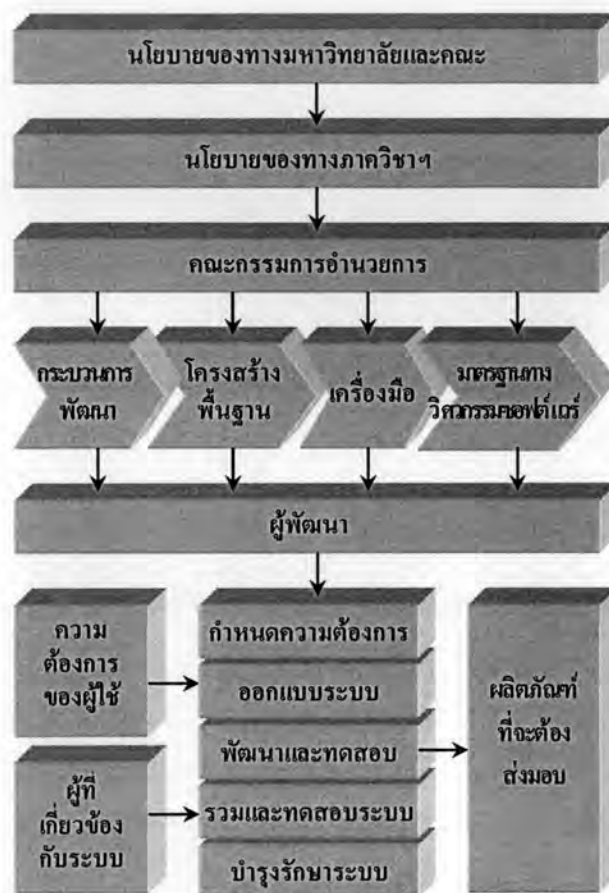 นโยบายของทางมหาวิทยาลัยและคณะ
นโยบายของทางภาควิชาฯ
คณะกรรมการอำนวยการ
กระบวนการ
พัฒนา
โครงสร้าง
พื้นฐาน
เครื่องมือ
มาตรฐานทาง
วิศวกรรมซอฟต์แวร์
ผู้พัฒนา
ความ
ต้องการ
ของผู้ใช้
ผู้ที่
เกี่ยวข้อง
กับระบบ
กำหนดความต้องการ
ออกแบบระบบ
พัฒนาและทดสอบ
รวมและทดสอบระบบ
บำรุงรักษาระบบ
ผลิตภัณฑ์
ที่จะต้อง
ส่งมอบ